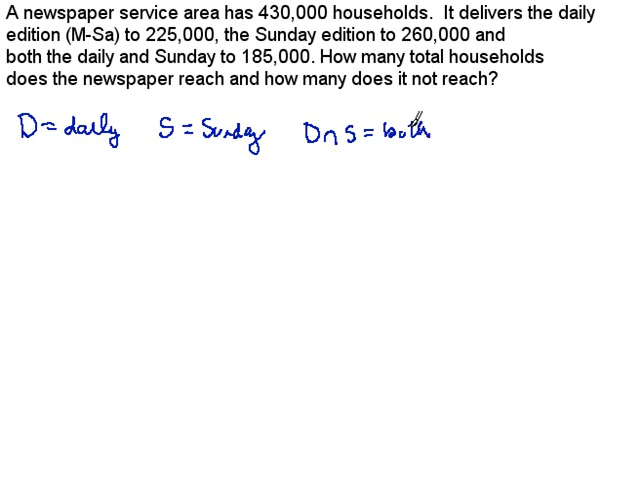 A newspaper service area has 430,000 households. It delivers the daily
edition (M-Sa) to 225,000, the Sunday edition to 260,000 and
both the daily and Sunday to 185,000. How many total households
does the newspaper reach and how many does it not reach?
D = daily S = Sunday D ∩ S = both